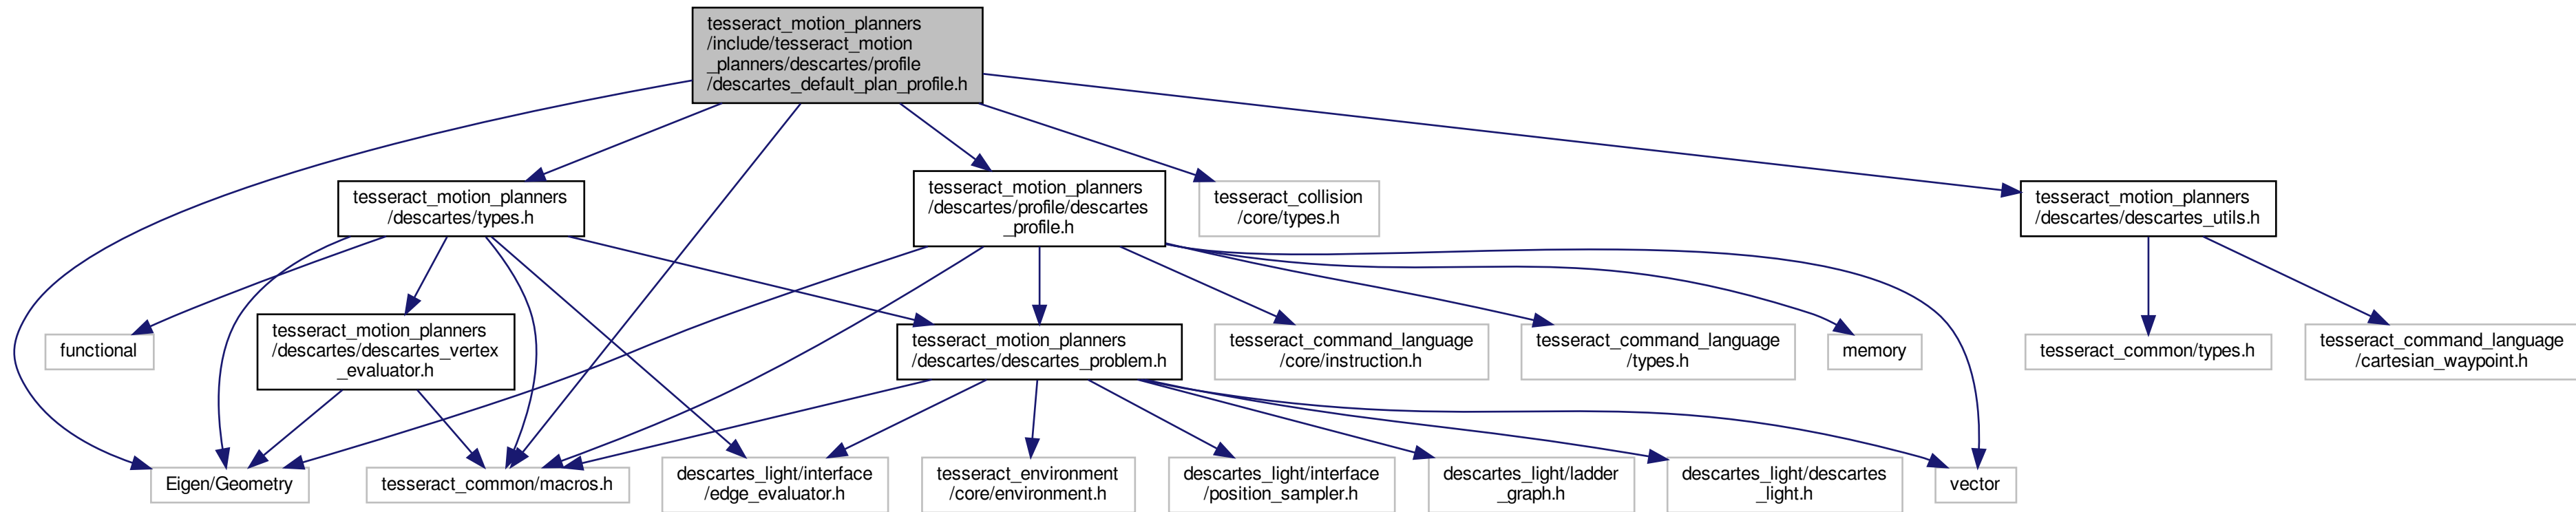 tesseract_motion_planners
/include/tesseract_motion
_planners/descartes/profile
/descartes_default_plan_profile.h
tesseract_motion_planners
/descartes/types.h
tesseract_motion_planners
/descartes/profile/descartes
_profile.h
tesseract_collision
/core/types.h
tesseract_motion_planners
/descartes/descartes_utils.h
functional
tesseract_motion_planners
/descartes/descartes_vertex
_evaluator.h
tesseract_motion_planners
/descartes/descartes_problem.h
tesseract_command_language
/core/instruction.h
tesseract_command_language
/types.h
memory
tesseract_common/types.h
tesseract_command_language
/cartesian_waypoint.h
Eigen/Geometry
tesseract_common/macros.h
descartes_light/interface
/edge_evaluator.h
tesseract_environment
/core/environment.h
descartes_light/interface
/position_sampler.h
descartes_light/ladder
_graph.h
descartes_light/descartes
_light.h
vector